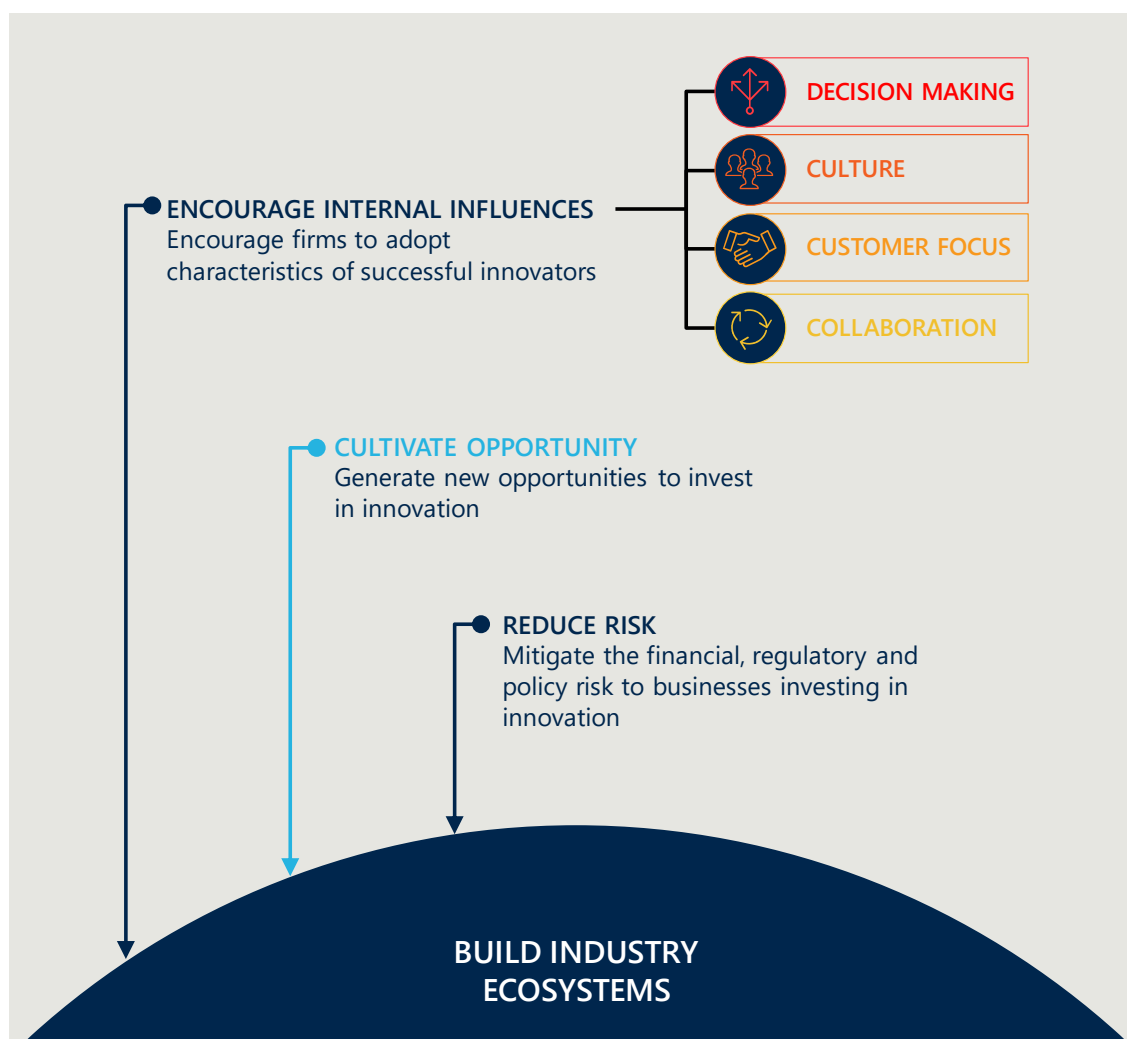 DECISION MAKING
CULTURE
ENCOURAGE INTERNAL INFLUENCES
Encourage firms to adopt
characteristics of successful innovators
CUSTOMER FOCUS
COLLABORATION
CULTIVATE OPPORTUNITY
Generate new opportunities to invest
in innovation
REDUCE RISK
Mitigate the financial, regulatory and
policy risk to businesses investing in
innovation
BUILD INDUSTRY
ECOSYSTEMS